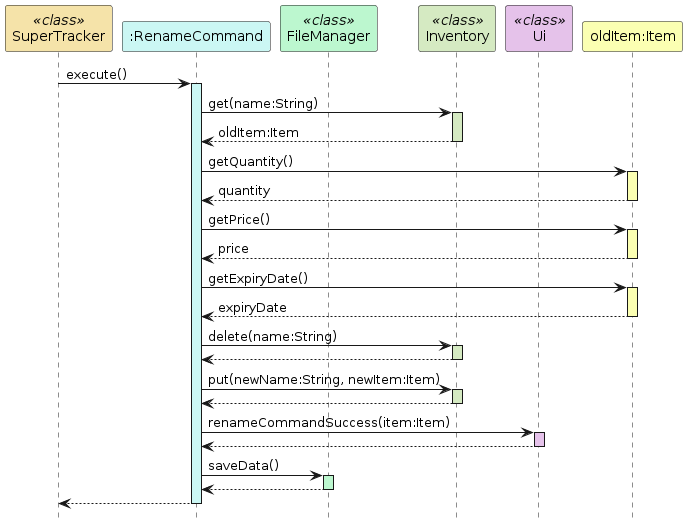 «class»
SuperTracker
:RenameCommand
«class»
FileManager
«class»
Inventory
«class»
Ui
oldItem:Item
execute()
get(name:String)
oldItem:Item
getQuantity()
quantity
getPrice()
price
getExpiryDate()
expiryDate
delete(name:String)
put(newName:String, newItem:Item)
renameCommandSuccess(item:Item)
saveData()